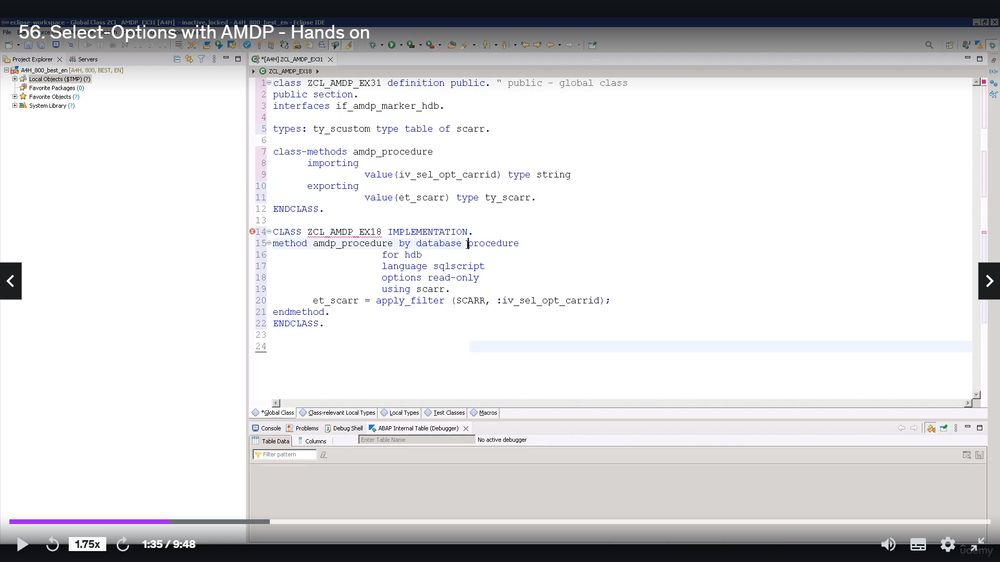 eclipse-workspace - Global Class ZCL_AMDP_EX31 [A4H] - inactive, locked - A4H_800_best_en - Eclipse IDE
56. Select-Options with AMDP - Hands on
File
Project Explorer
Servers
*[A4H] ZCL_AMDP_EX31
A4H_800_best_en [A4H, 800, BEST, EN]
Local Objects ($TMP) (?)
Favorite Packages (0)
Favorite Objects (?)
System Library (?)
ZCL_AMDP_EX18
1 class ZCL_AMDP_EX31 definition public. " public - global class
2 public section.
3 interfaces if_amdp_marker_hdb.
4
5 types: ty_scustom type table of scarr.
6
7 class-methods amdp_procedure
8 importing
9 value(iv_sel_opt_carrid) type string
10 exporting
11 value(et_scarr) type ty_scarr.
12 ENDCLASS.
13
14 CLASS ZCL_AMDP_EX18 IMPLEMENTATION.
15 method amdp_procedure by database procedure
16 for hdb
17 language sqlscript
18 options read-only
19 using scarr.
20 et_scarr = apply_filter (SCARR, :iv_sel_opt_carrid);
21 endmethod.
22 ENDCLASS.
23
24
*Global Class
Class-relevant Local Types
Local Types
Test Classes
Macros
Console
Problems
Debug Shell
ABAP Internal Table (Debugger)
Table Data
Columns
Enter Table Name
No active debugger
Filter pattern
1.75x
1:35 / 9:48
ûdemy